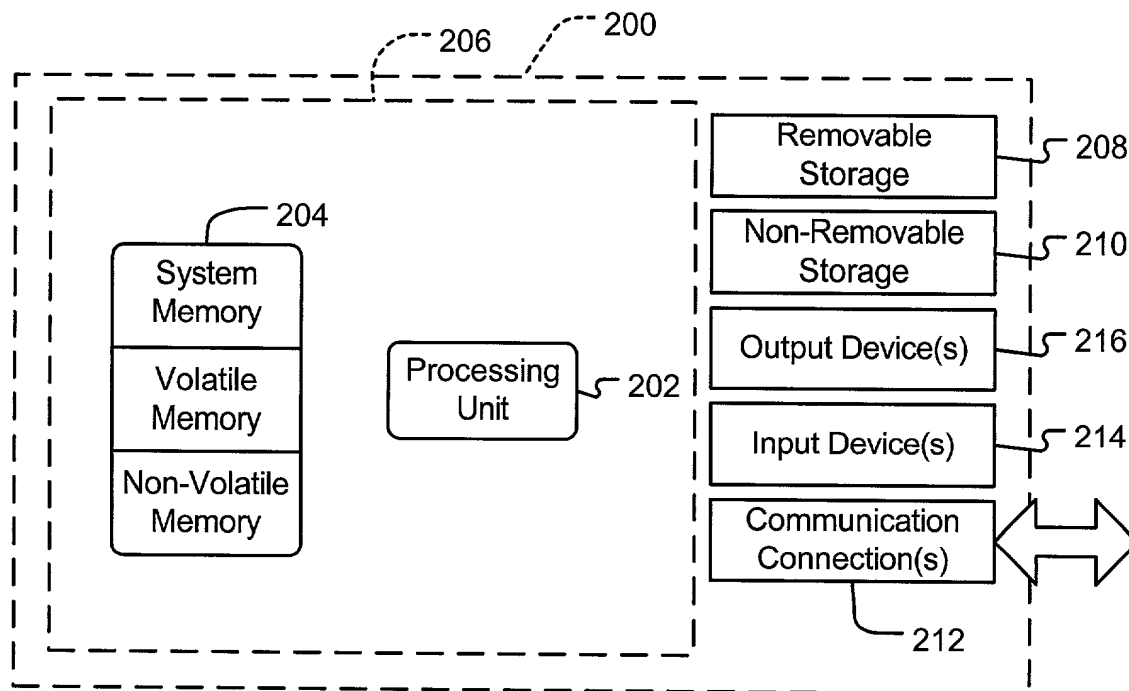 200
206
Removable
Storage
208
204
Non-Removable
Storage
210
System
Memory
Output Device(s)
216
Processing
Unit
202
Volatile
Memory
Input Device(s)
214
Non-Volatile
Memory
Communication
Connection(s)
212